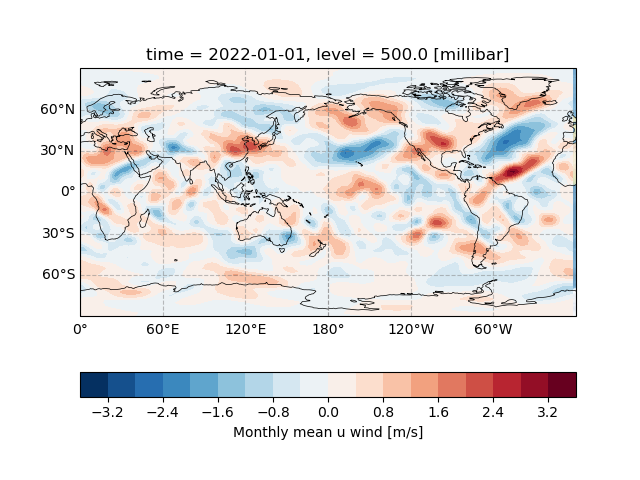 time = 2022-01-01, level = 500.0 [millibar]
60°N
30°N
0°
30°S
60°S
0° 60°E 120°E 180° 120°W 60°W
−3.2 −2.4 −1.6 −0.8 0.0 0.8 1.6 2.4 3.2
Monthly mean u wind [m/s]